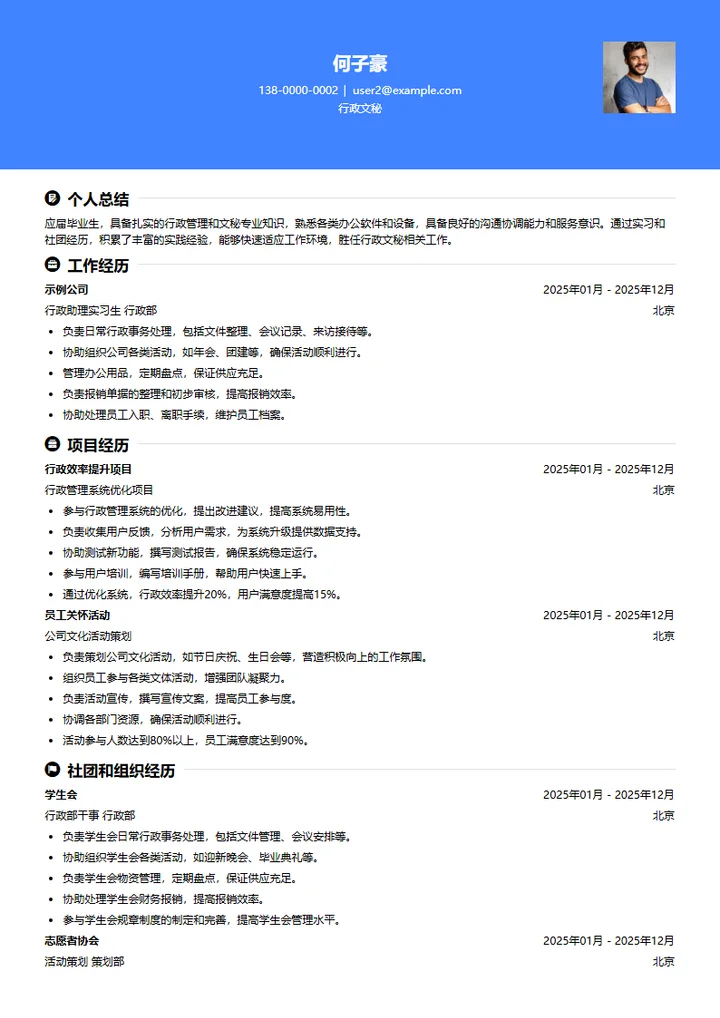 何子豪
138-0000-0002 | user2@example.com
行政文秘
个人总结
应届毕业生，具备扎实的行政管理和文秘专业知识，熟悉各类办公软件和设备，具备良好的沟通协调能力和服务意识。通过实习和
社团经历，积累了丰富的实践经验，能够快速适应工作环境，胜任行政文秘相关工作。
工作经历
示例公司 2025年01月 - 2025年12月
行政助理实习生 行政部 北京
• 负责日常行政事务处理，包括文件整理、会议记录、来访接待等。
• 协助组织公司各类活动，如年会、团建等，确保活动顺利进行。
• 管理办公用品，定期盘点，保证供应充足。
• 负责报销单据的整理和初步审核，提高报销效率。
• 协助处理员工入职、离职手续，维护员工档案。
项目经历
行政效率提升项目 2025年01月 - 2025年12月
行政管理系统优化项目 北京
• 参与行政管理系统的优化，提出改进建议，提高系统易用性。
• 负责收集用户反馈，分析用户需求，为系统升级提供数据支持。
• 协助测试新功能，撰写测试报告，确保系统稳定运行。
• 参与用户培训，编写培训手册，帮助用户快速上手。
• 通过优化系统，行政效率提升20%，用户满意度提高15%。
员工关怀活动 2025年01月 - 2025年12月
公司文化活动策划 北京
• 负责策划公司文化活动，如节日庆祝、生日会等，营造积极向上的工作氛围。
• 组织员工参与各类文体活动，增强团队凝聚力。
• 负责活动宣传，撰写宣传文案，提高员工参与度。
• 协调各部门资源，确保活动顺利进行。
• 活动参与人数达到80%以上，员工满意度达到90%。
社团和组织经历
学生会 2025年01月 - 2025年12月
行政部干事 行政部 北京
• 负责学生会日常行政事务处理，包括文件管理、会议安排等。
• 协助组织学生会各类活动，如迎新晚会、毕业典礼等。
• 负责学生会物资管理，定期盘点，保证供应充足。
• 协助处理学生会财务报销，提高报销效率。
• 参与学生会规章制度的制定和完善，提高学生会管理水平。
志愿者协会 2025年01月 - 2025年12月
活动策划 策划部 北京